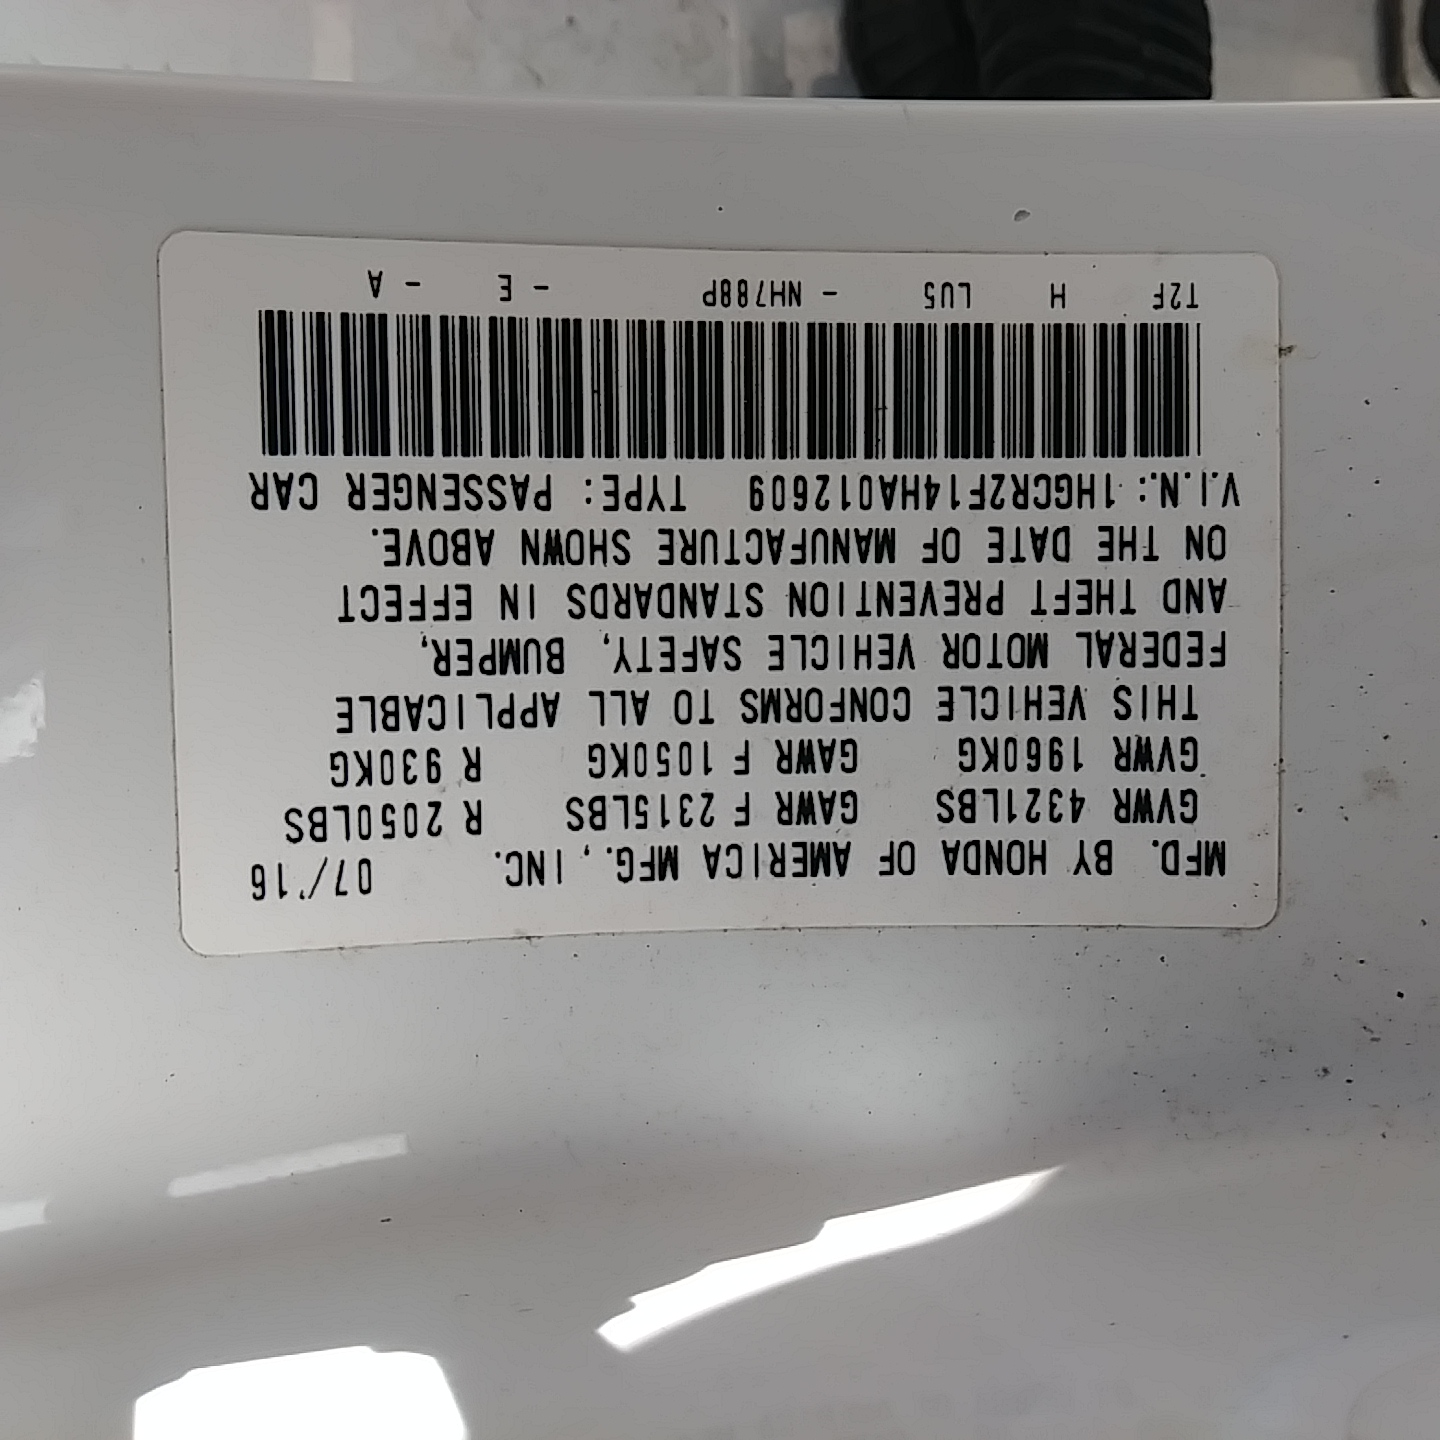 MFD. BY HONDA OF AMERICA MFG., INC. 07/'16
GVWR 4321LBS GAWR F 2315LBS R 2050LBS
GVWR 1960KG GAWR F 1050KG R 930KG
THIS VEHICLE CONFORMS TO ALL APPLICABLE
FEDERAL MOTOR VEHICLE SAFETY, BUMPER,
AND THEFT PREVENTION STANDARDS IN EFFECT
ON THE DATE OF MANUFACTURE SHOWN ABOVE.
V.I.N.: 1HGCR2F14HA012609 TYPE: PASSENGER CAR
T2F H LU5 - NH788P - E - A